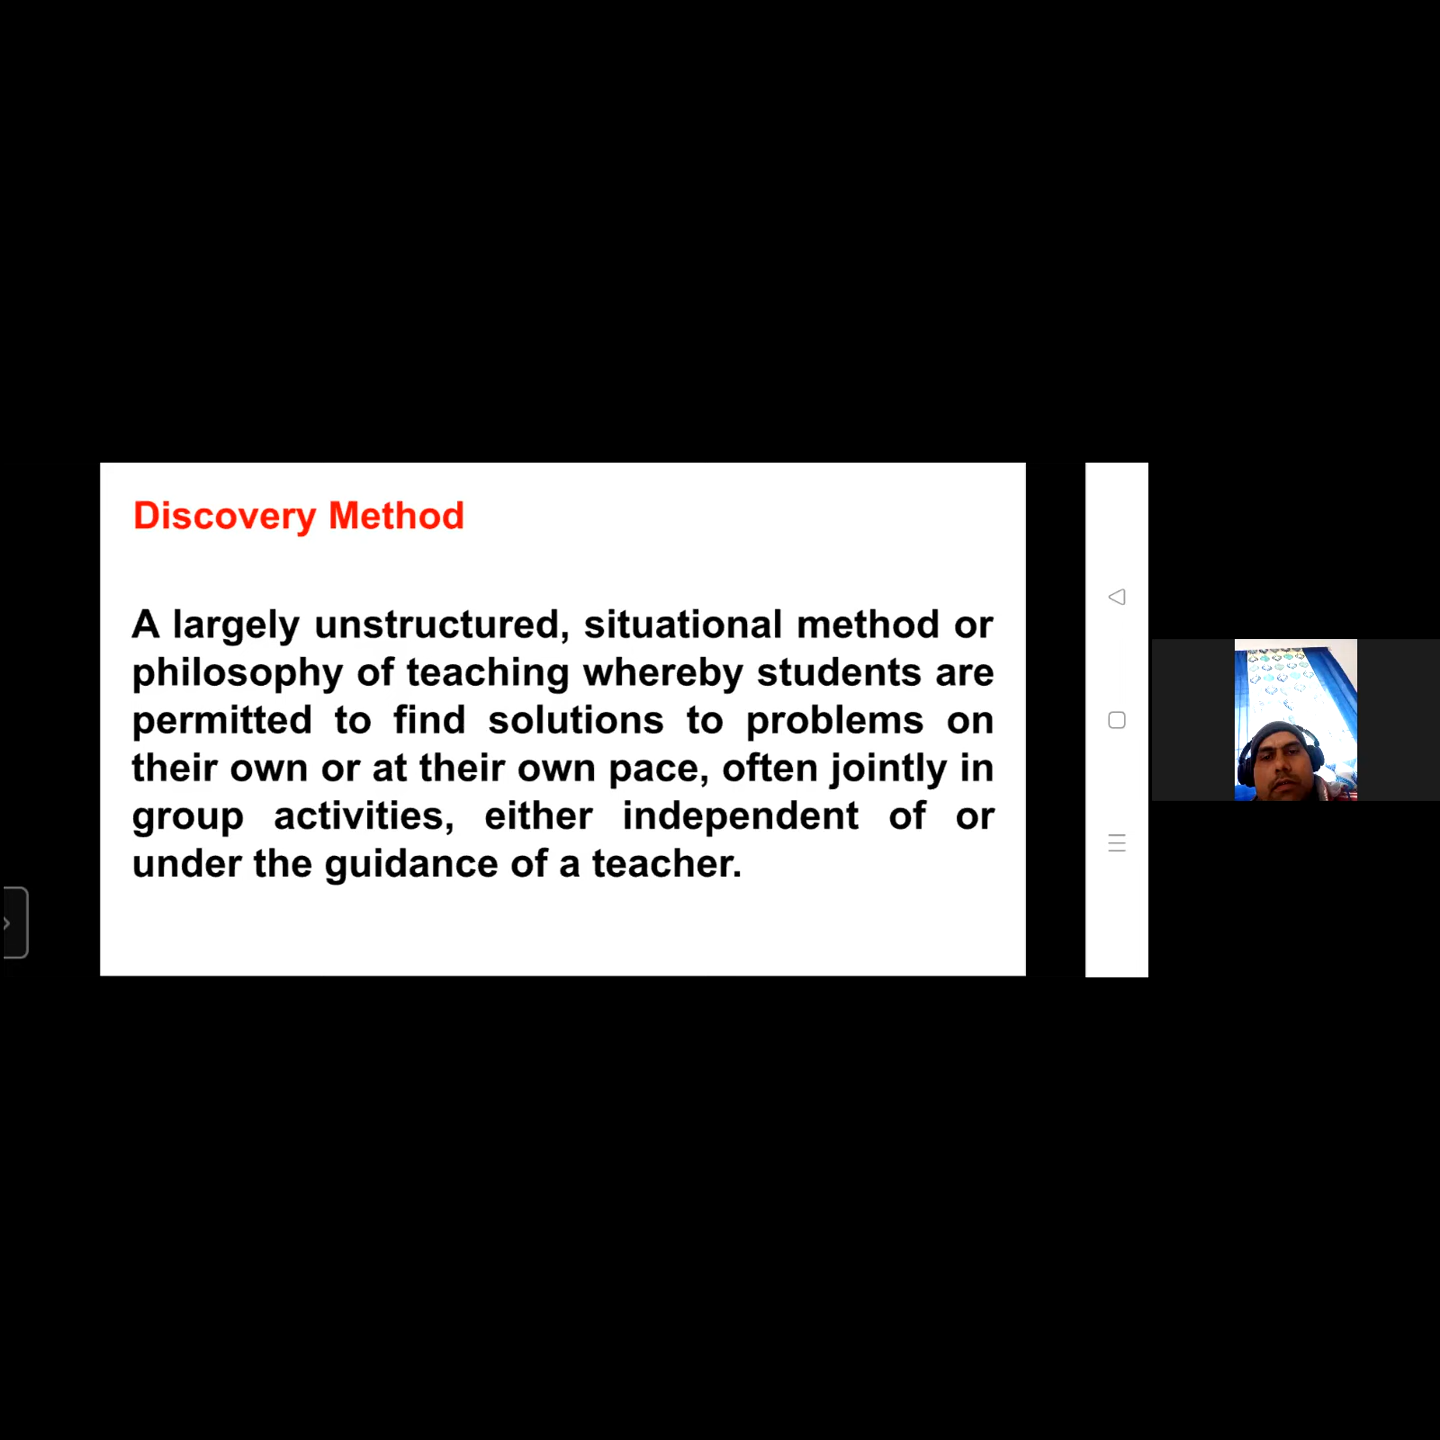 Discovery Method
A largely unstructured, situational method or
philosophy of teaching whereby students are
permitted to find solutions to problems on
their own or at their own pace, often jointly in
group activities, either independent of or
under the guidance of a teacher.